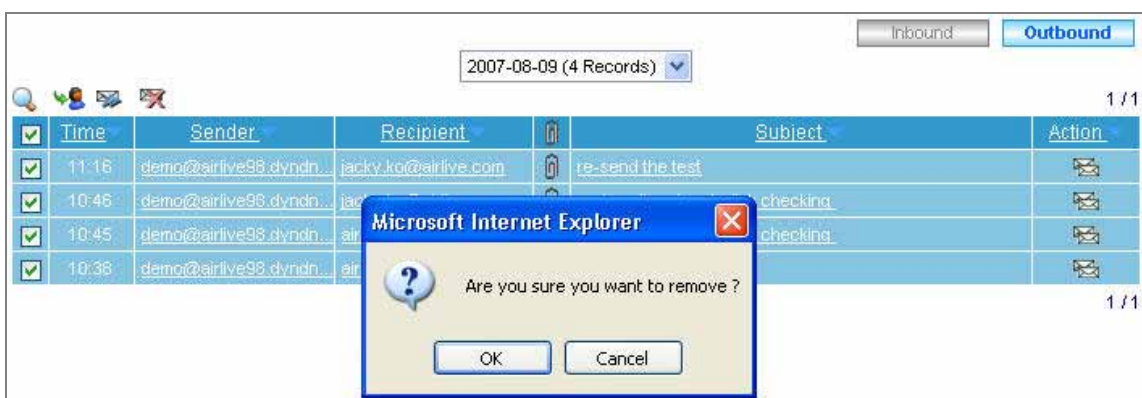 Inbound Outbound
2007-08-09 (4 Records)
1 / 1
Time Sender Recipient Subject Action
11:16 demo@airlive98.dyndn... jacky.ko@airlive.com re-send the test
10:46 demo@airlive98.dyndn... checking
10:45 demo@airlive98.dyndn... checking
10:38 demo@airlive98.dyndn...
Microsoft Internet Explorer
Are you sure you want to remove ?
OK Cancel
1 / 1